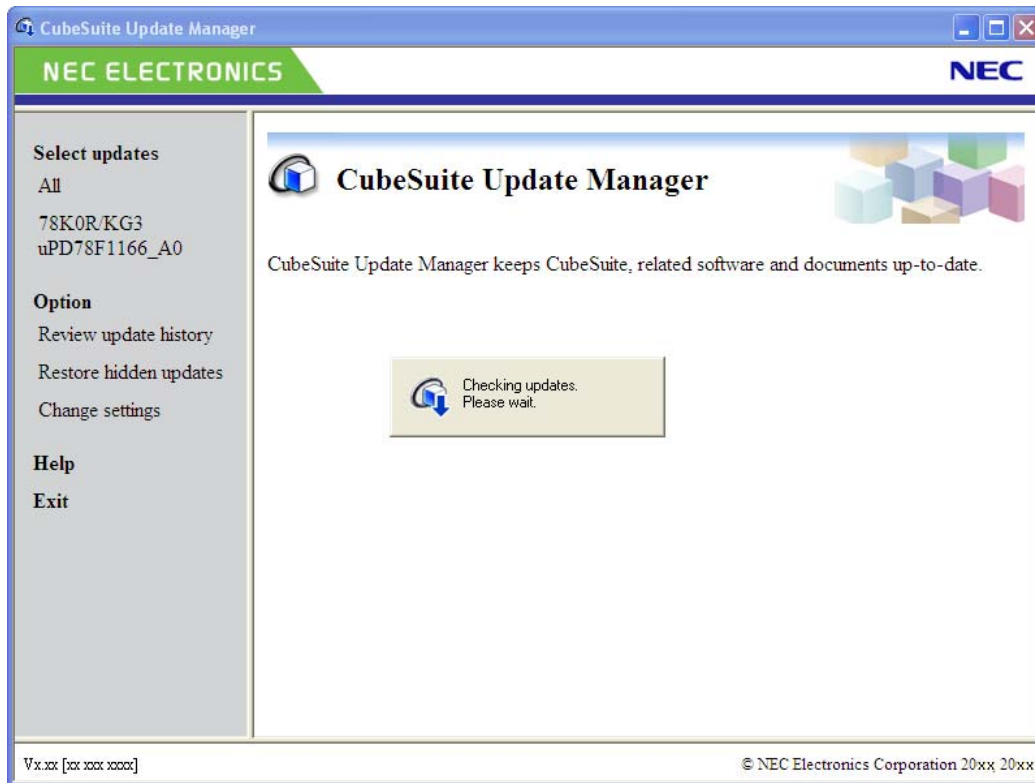 CubeSuite Update Manager
NEC ELECTRONICS
NEC
Select updates
All
78K0R/KG3
uPD78F1166_A0
Option
Review update history
Restore hidden updates
Change settings
Help
Exit
CubeSuite Update Manager
CubeSuite Update Manager keeps CubeSuite, related software and documents up-to-date.
Checking updates.
Please wait.
Vx.xx [xx xxx xxxx]
© NEC Electronics Corporation 20xx, 20xx